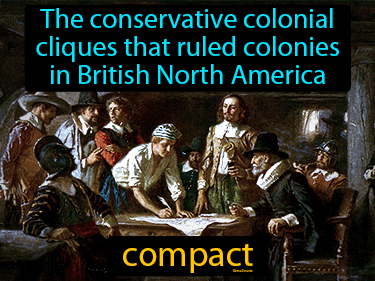 The conservative colonial
cliques that ruled colonies
in British North America
compact